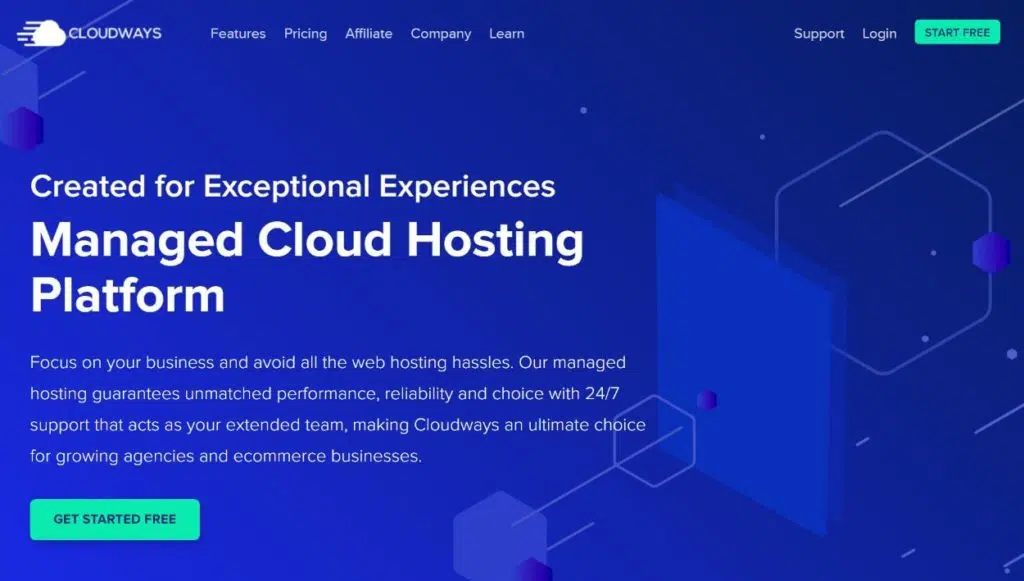 CLOUDWAYS
Features Pricing Affiliate Company Learn
Support Login START FREE
Created for Exceptional Experiences
Managed Cloud Hosting
Platform
Focus on your business and avoid all the web hosting hassles. Our managed
hosting guarantees unmatched performance, reliability and choice with 24/7
support that acts as your extended team, making Cloudways an ultimate choice
for growing agencies and ecommerce businesses.
GET STARTED FREE